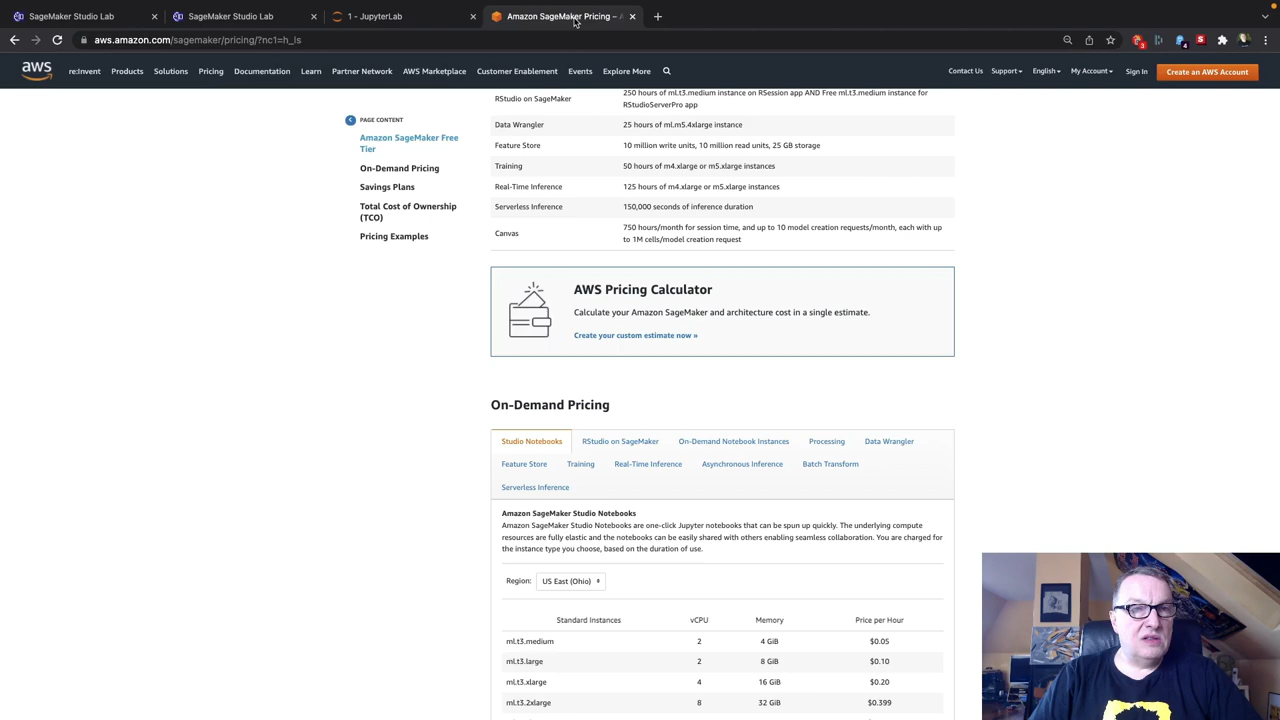 SageMaker Studio Lab
SageMaker Studio Lab
Amazon SageMaker Pricing –
aws.amazon.com/sagemaker/pricing/?nc1=h_ls
3
4
S
aws
re:Invent Products Solutions Pricing Documentation Learn Partner Network AWS Marketplace Customer Enablement Events Explore More
Contact Us Support English My Account Sign In Create an AWS Account
PAGE CONTENT
Amazon SageMaker Free
Tier
On-Demand Pricing
Savings Plans
Total Cost of Ownership
(TCO)
Pricing Examples
RStudio on SageMaker
250 hours of ml.t3.medium instance on RSession app AND Free ml.t3.medium instance for
RStudioServerPro app
Data Wrangler 25 hours of ml.m5.4xlarge instance
Feature Store 10 million write units, 10 million read units, 25 GB storage
Training 50 hours of m4.xlarge or m5.xlarge instances
Real-Time Inference 125 hours of m4.xlarge or m5.xlarge instances
Serverless Inference 150,000 seconds of inference duration
Canvas
750 hours/month for session time, and up to 10 model creation requests/month, each with up
to 1M cells/model creation request
AWS Pricing Calculator
Calculate your Amazon SageMaker and architecture cost in a single estimate.
Create your custom estimate now »
On-Demand Pricing
Studio Notebooks RStudio on SageMaker On-Demand Notebook Instances Processing Data Wrangler
Feature Store Training Real-Time Inference Asynchronous Inference Batch Transform
Serverless Inference
Amazon SageMaker Studio Notebooks
Amazon SageMaker Studio Notebooks are one-click Jupyter notebooks that can be spun up quickly. The underlying compute
resources are fully elastic and the notebooks can be easily shared with others enabling seamless collaboration. You are charged for
the instance type you choose, based on the duration of use.
Region: US East (Ohio)
Standard Instances vCPU Memory Price per Hour
ml.t3.medium 2 4 GiB $0.05
ml.t3.large 2 8 GiB $0.10
ml.t3.xlarge 4 16 GiB $0.20
ml.t3.2xlarge 8 32 GiB $0.399